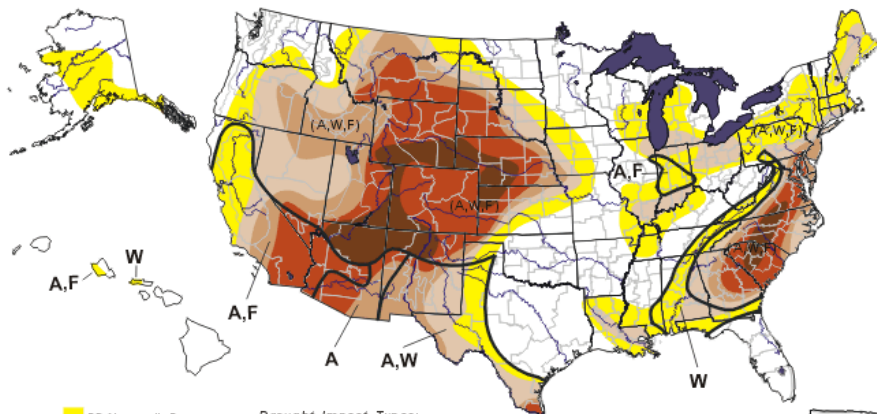 (A,W,F)
(A,W,F)
A,F
(A,W,F)
W
A,F
A,F
A
A,W
W
Drought Impact Types: